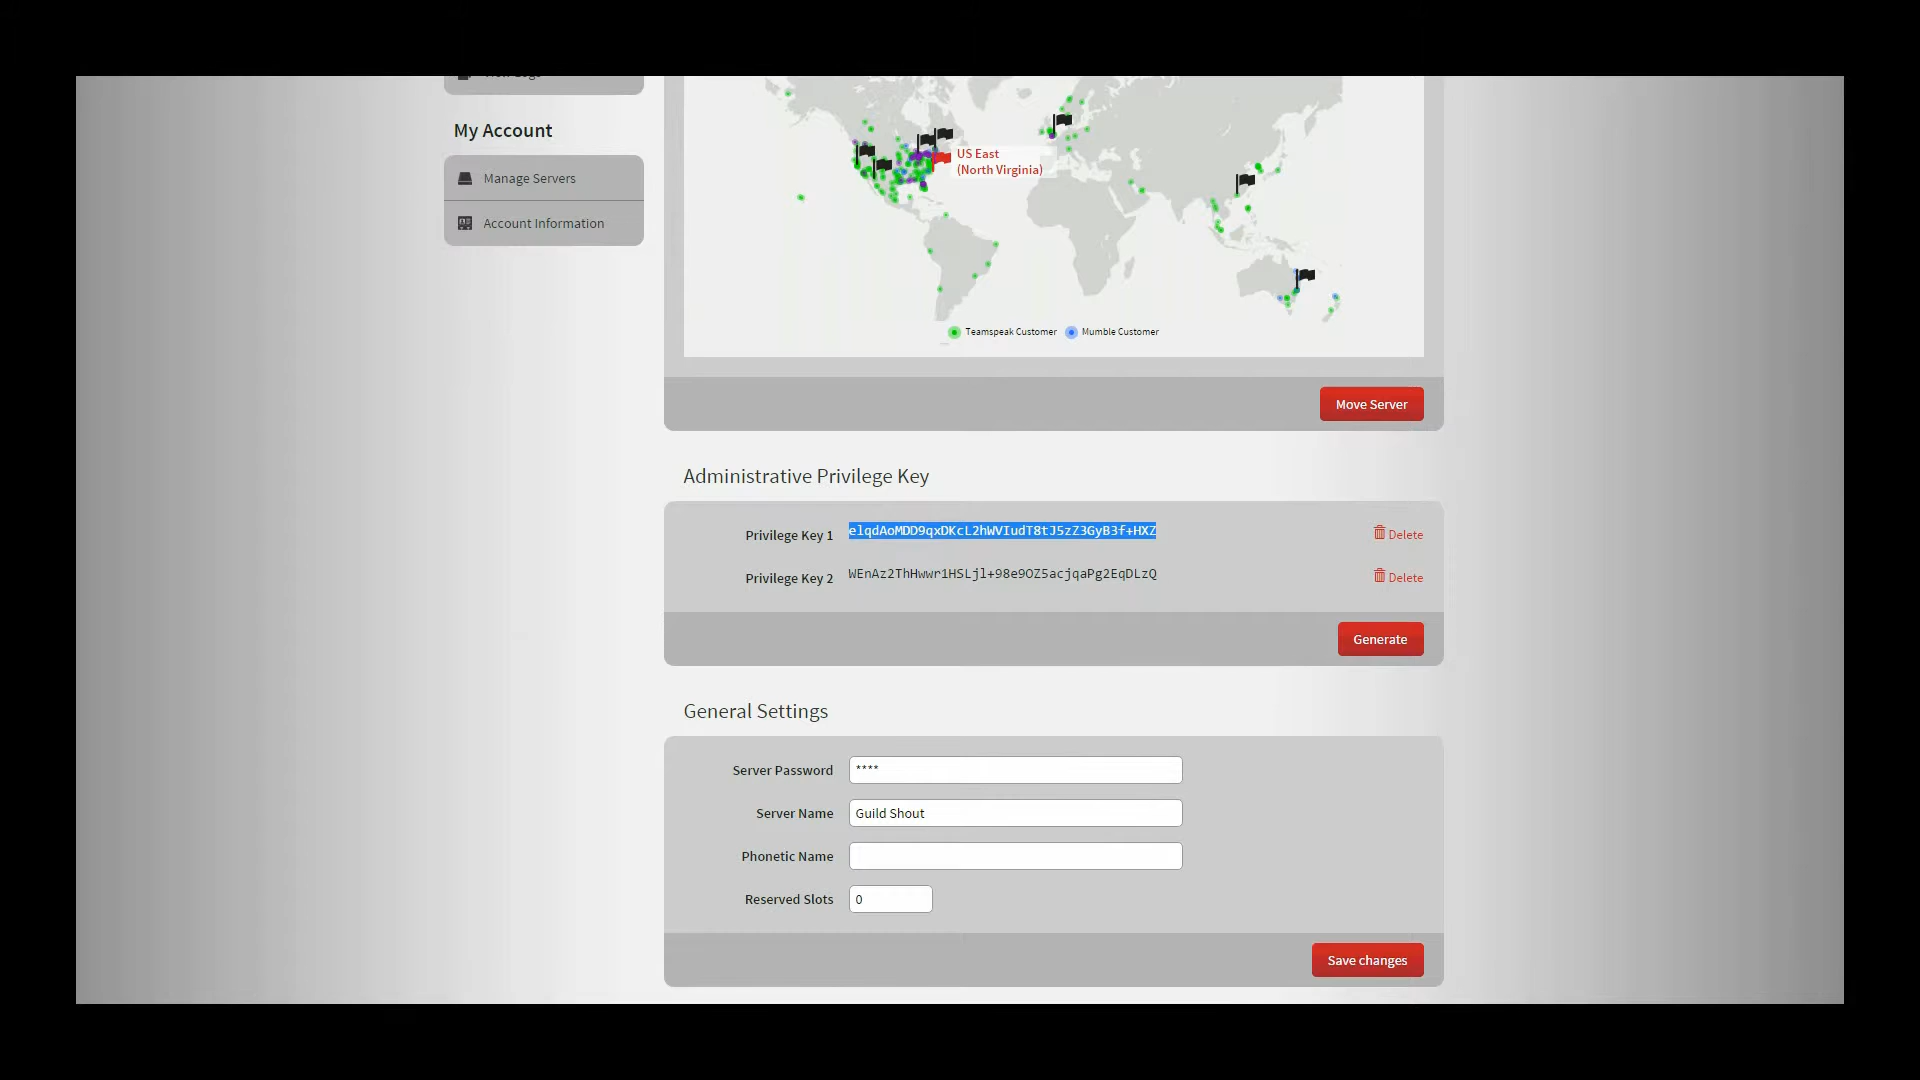 My Account
Manage Servers
Account Information
US East
(North Virginia)
Teamspeak Customer Mumble Customer
Move Server
Administrative Privilege Key
Privilege Key 1 elqdAoMDD9qxDKcL2hWVIudT8tJ5zZ3GyB3f+HXZ Delete
Privilege Key 2 WEnAz2ThHwwr1HSLjl+98e9OZ5acjqaPg2EqDLzQ Delete
Generate
General Settings
Server Password ****
Server Name Guild Shout
Phonetic Name
Reserved Slots 0
Save changes